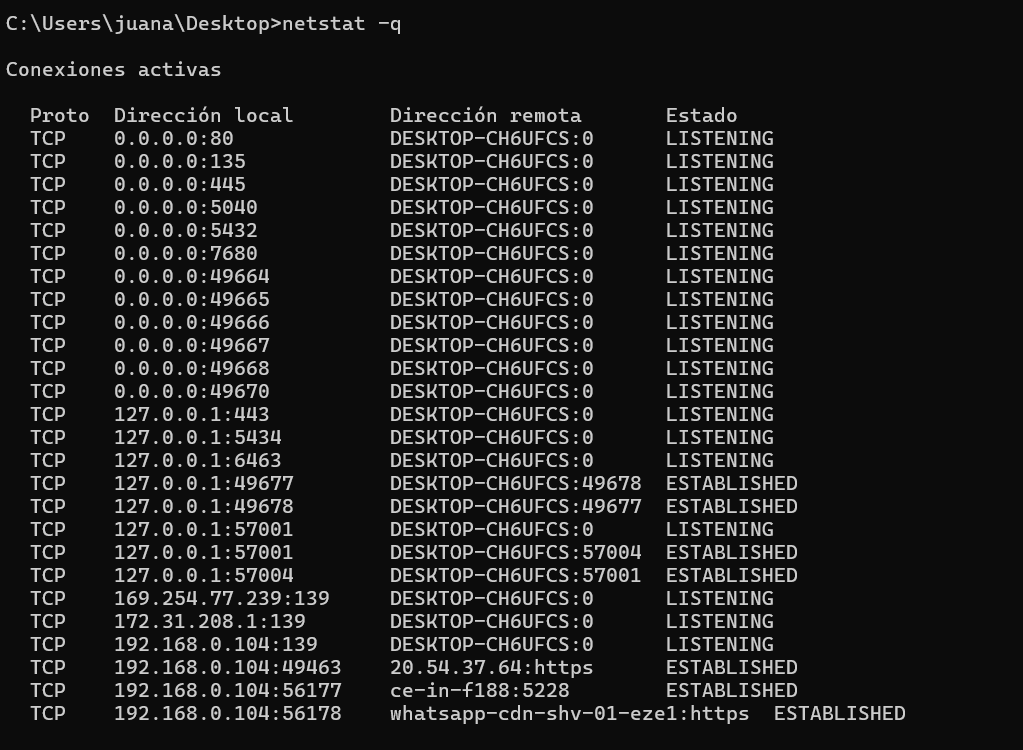 C:\Users\juana\Desktop>netstat -q
Conexiones activas
Proto Dirección local Dirección remota Estado
TCP 0.0.0.0:80 DESKTOP-CH6UFCS:0 LISTENING
TCP 0.0.0.0:135 DESKTOP-CH6UFCS:0 LISTENING
TCP 0.0.0.0:445 DESKTOP-CH6UFCS:0 LISTENING
TCP 0.0.0.0:5040 DESKTOP-CH6UFCS:0 LISTENING
TCP 0.0.0.0:5432 DESKTOP-CH6UFCS:0 LISTENING
TCP 0.0.0.0:7680 DESKTOP-CH6UFCS:0 LISTENING
TCP 0.0.0.0:49664 DESKTOP-CH6UFCS:0 LISTENING
TCP 0.0.0.0:49665 DESKTOP-CH6UFCS:0 LISTENING
TCP 0.0.0.0:49666 DESKTOP-CH6UFCS:0 LISTENING
TCP 0.0.0.0:49667 DESKTOP-CH6UFCS:0 LISTENING
TCP 0.0.0.0:49668 DESKTOP-CH6UFCS:0 LISTENING
TCP 0.0.0.0:49670 DESKTOP-CH6UFCS:0 LISTENING
TCP 127.0.0.1:443 DESKTOP-CH6UFCS:0 LISTENING
TCP 127.0.0.1:5434 DESKTOP-CH6UFCS:0 LISTENING
TCP 127.0.0.1:6463 DESKTOP-CH6UFCS:0 LISTENING
TCP 127.0.0.1:49677 DESKTOP-CH6UFCS:49678 ESTABLISHED
TCP 127.0.0.1:49678 DESKTOP-CH6UFCS:49677 ESTABLISHED
TCP 127.0.0.1:57001 DESKTOP-CH6UFCS:0 LISTENING
TCP 127.0.0.1:57001 DESKTOP-CH6UFCS:57004 ESTABLISHED
TCP 127.0.0.1:57004 DESKTOP-CH6UFCS:57001 ESTABLISHED
TCP 169.254.77.239:139 DESKTOP-CH6UFCS:0 LISTENING
TCP 172.31.208.1:139 DESKTOP-CH6UFCS:0 LISTENING
TCP 192.168.0.104:139 DESKTOP-CH6UFCS:0 LISTENING
TCP 192.168.0.104:49463 20.54.37.64:https ESTABLISHED
TCP 192.168.0.104:56177 ce-in-f188:5228 ESTABLISHED
TCP 192.168.0.104:56178 whatsapp-cdn-shv-01-eze1:https ESTABLISHED